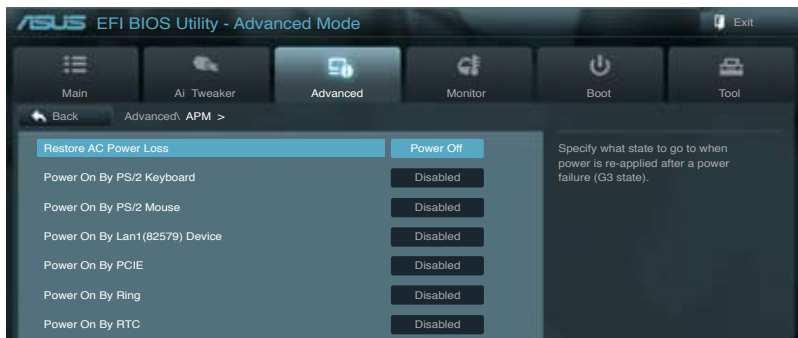 ASUS EFI BIOS Utility - Advanced Mode
Exit
Main
Ai Tweaker
Advanced
Monitor
Boot
Tool
Back
Advanced\ APM >
Restore AC Power Loss
Power Off
Power On By PS/2 Keyboard
Disabled
Power On By PS/2 Mouse
Disabled
Power On By Lan1(82579) Device
Disabled
Power On By PCIE
Disabled
Power On By Ring
Disabled
Power On By RTC
Disabled
Specify what state to go to when
power is re-applied after a power
failure (G3 state).